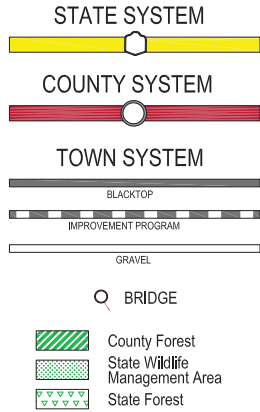 STATE SYSTEM
COUNTY SYSTEM
TOWN SYSTEM
BLACKTOP
IMPROVEMENT PROGRAM
GRAVEL
BRIDGE
County Forest
State Wildlife
Management Area
State Forest